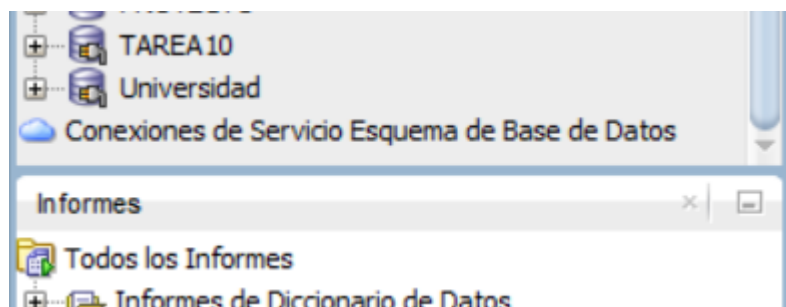 PROYECTO
TAREA10
Universidad
Conexiones de Servicio Esquema de Base de Datos
Informes
Todos los Informes
Informes de Diccionario de Datos